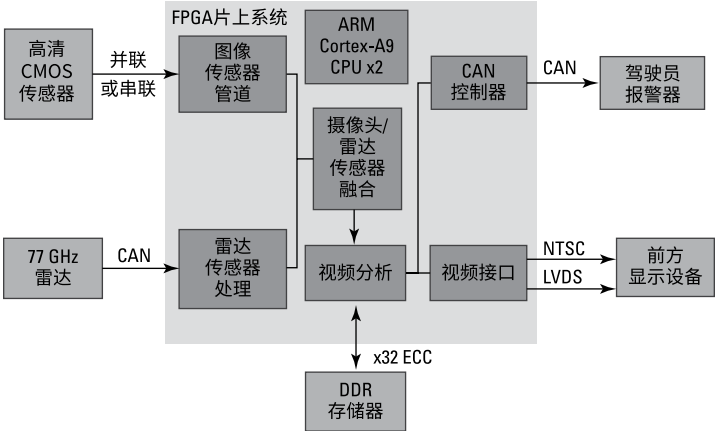 FPGA片上系统
高清
CMOS
传感器
并联
或串联
图像
传感器
管道
ARM
Cortex-A9
CPU x2
CAN
控制器
CAN
驾驶员
报警器
摄像头/
雷达
传感器
融合
77 GHz
雷达
CAN
雷达
传感器
处理
视频分析
视频接口
NTSC
LVDS
前方
显示设备
x32 ECC
DDR
存储器